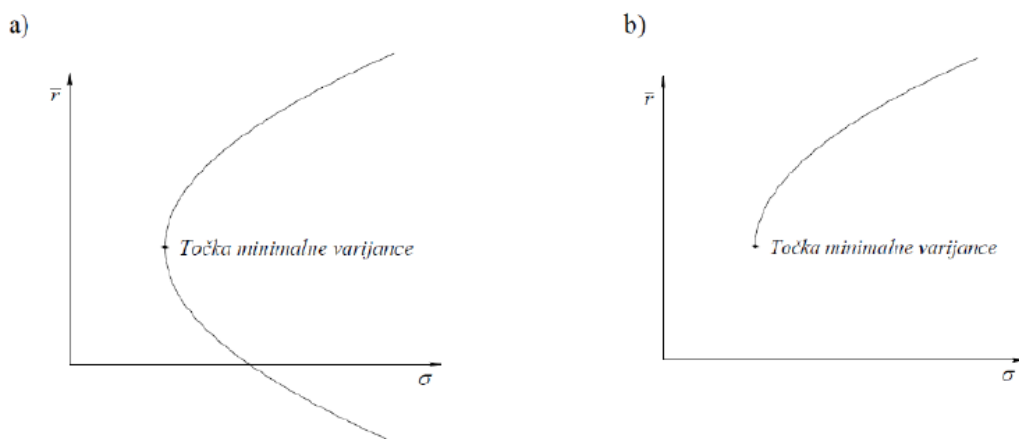 a)
b)
r̄
r̄
Točka minimalne varijance
Točka minimalne varijance
σ
σ